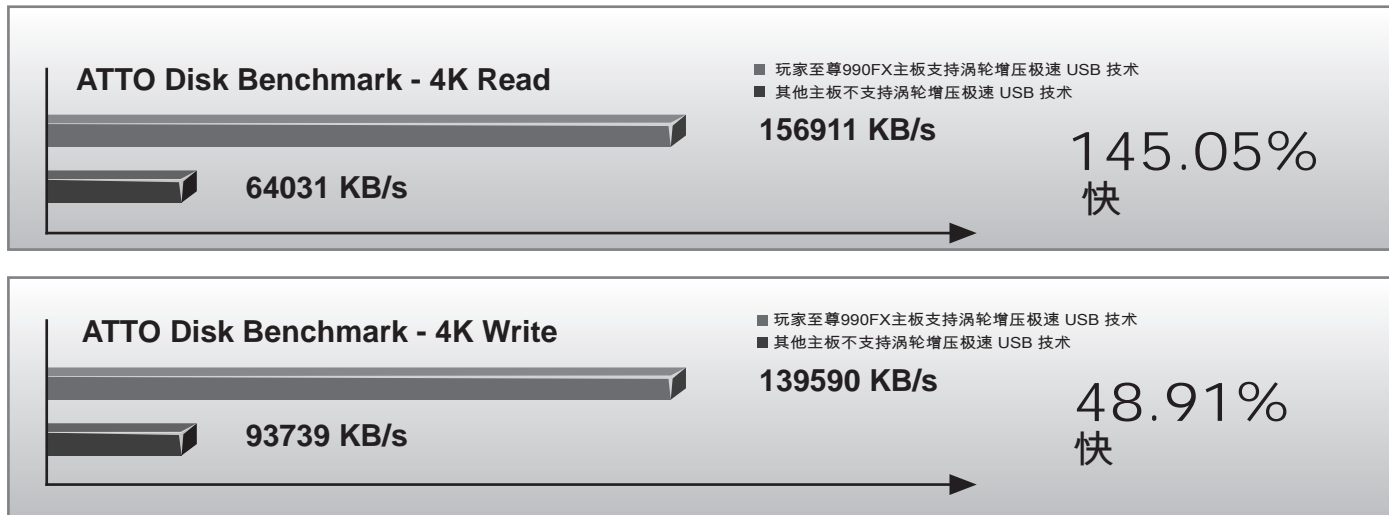 ATTO Disk Benchmark - 4K Read
玩家至尊990FX主板支持涡轮增压极速 USB 技术
其他主板不支持涡轮增压极速 USB 技术
156911 KB/s
64031 KB/s
145.05%
快
ATTO Disk Benchmark - 4K Write
玩家至尊990FX主板支持涡轮增压极速 USB 技术
其他主板不支持涡轮增压极速 USB 技术
139590 KB/s
93739 KB/s
48.91%
快